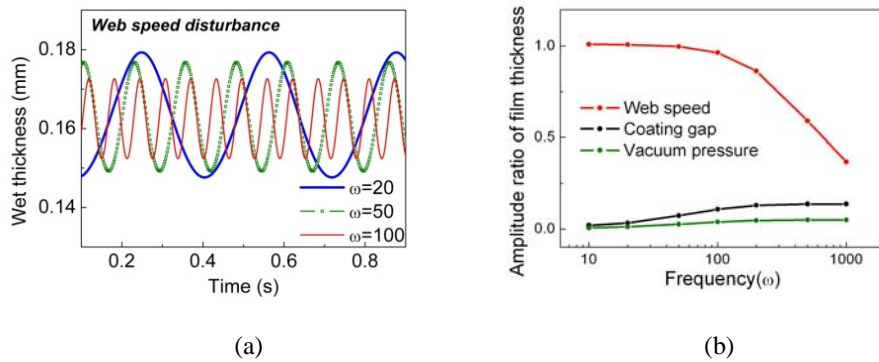 Web speed disturbance
Wet thickness (mm)
0.18
0.16
0.14
ω=20
ω=50
ω=100
0.2 0.4 0.6 0.8
Time (s)
(a)
Amplitude ratio of film thickness
1.0
0.5
0.0
Web speed
Coating gap
Vacuum pressure
10 100 1000
Frequency(ω)
(b)